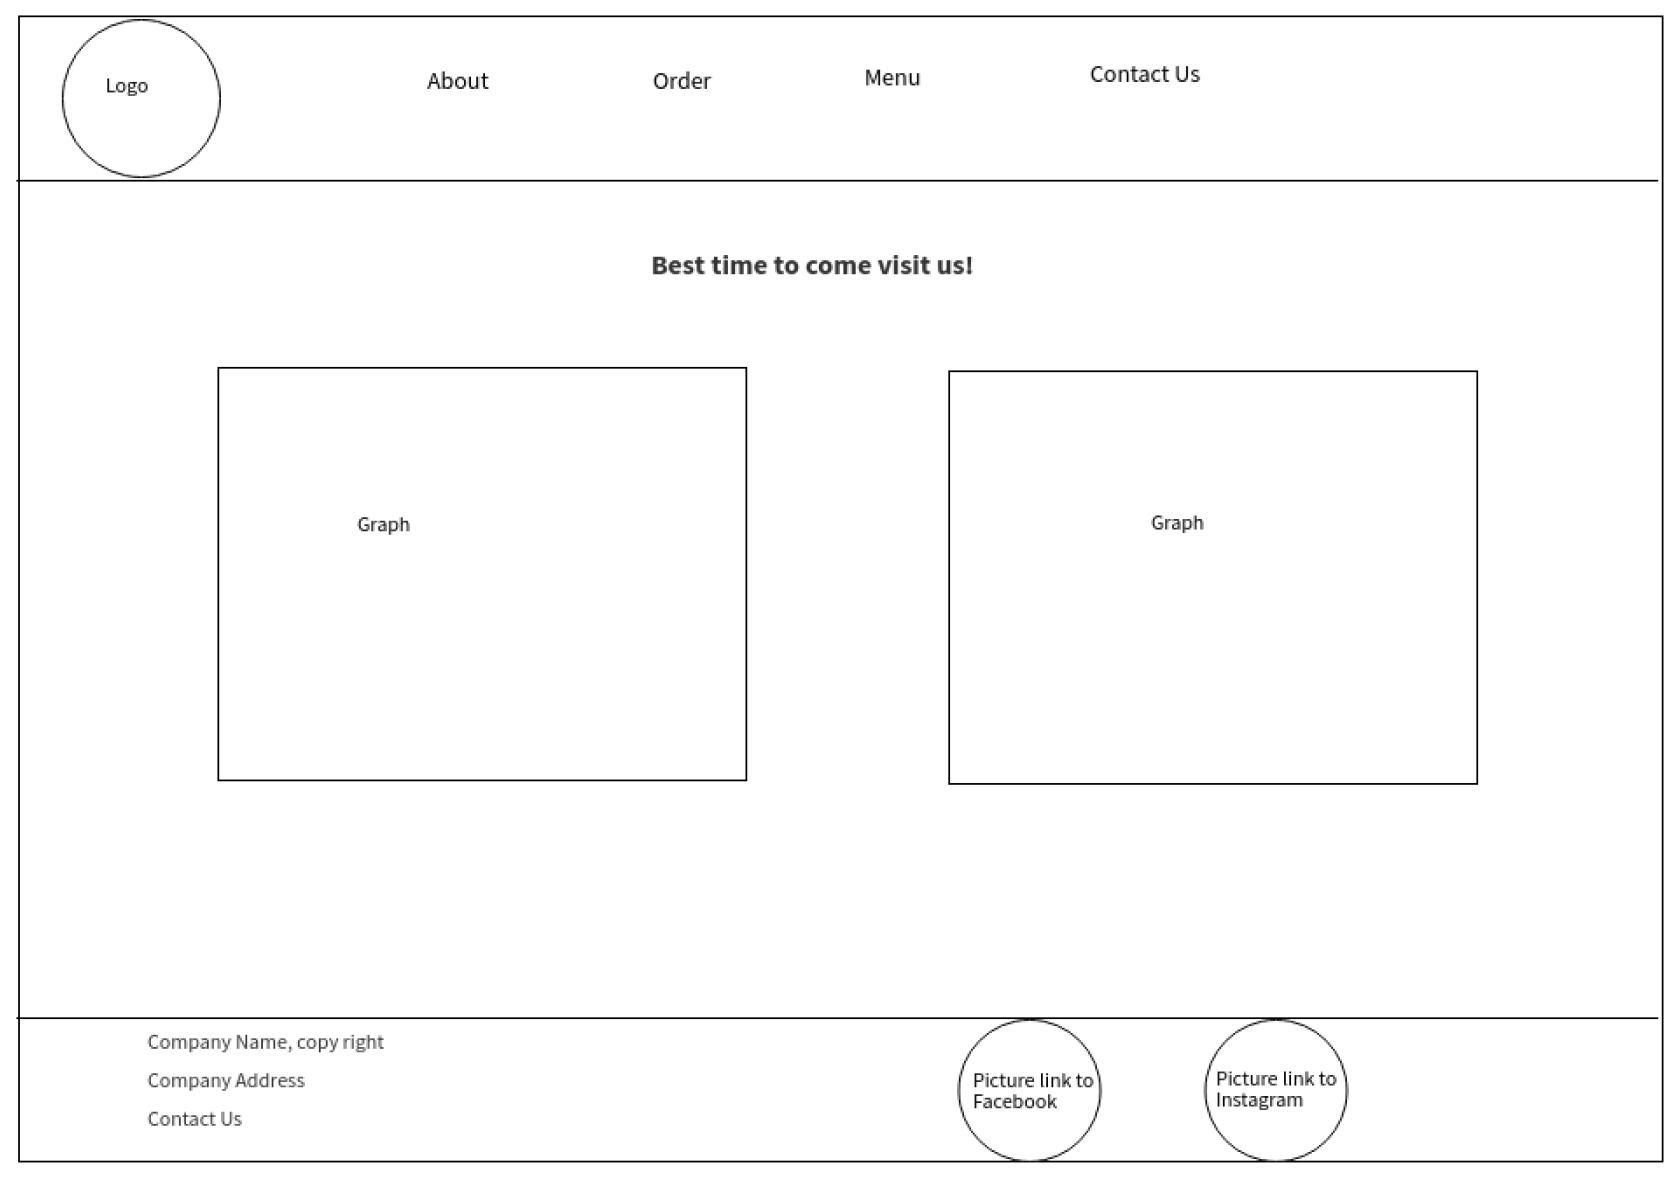 Logo
About
Order
Menu
Contact Us
Best time to come visit us!
Graph
Graph
Company Name, copy right
Company Address
Contact Us
Picture link to
Facebook
Picture link to
Instagram